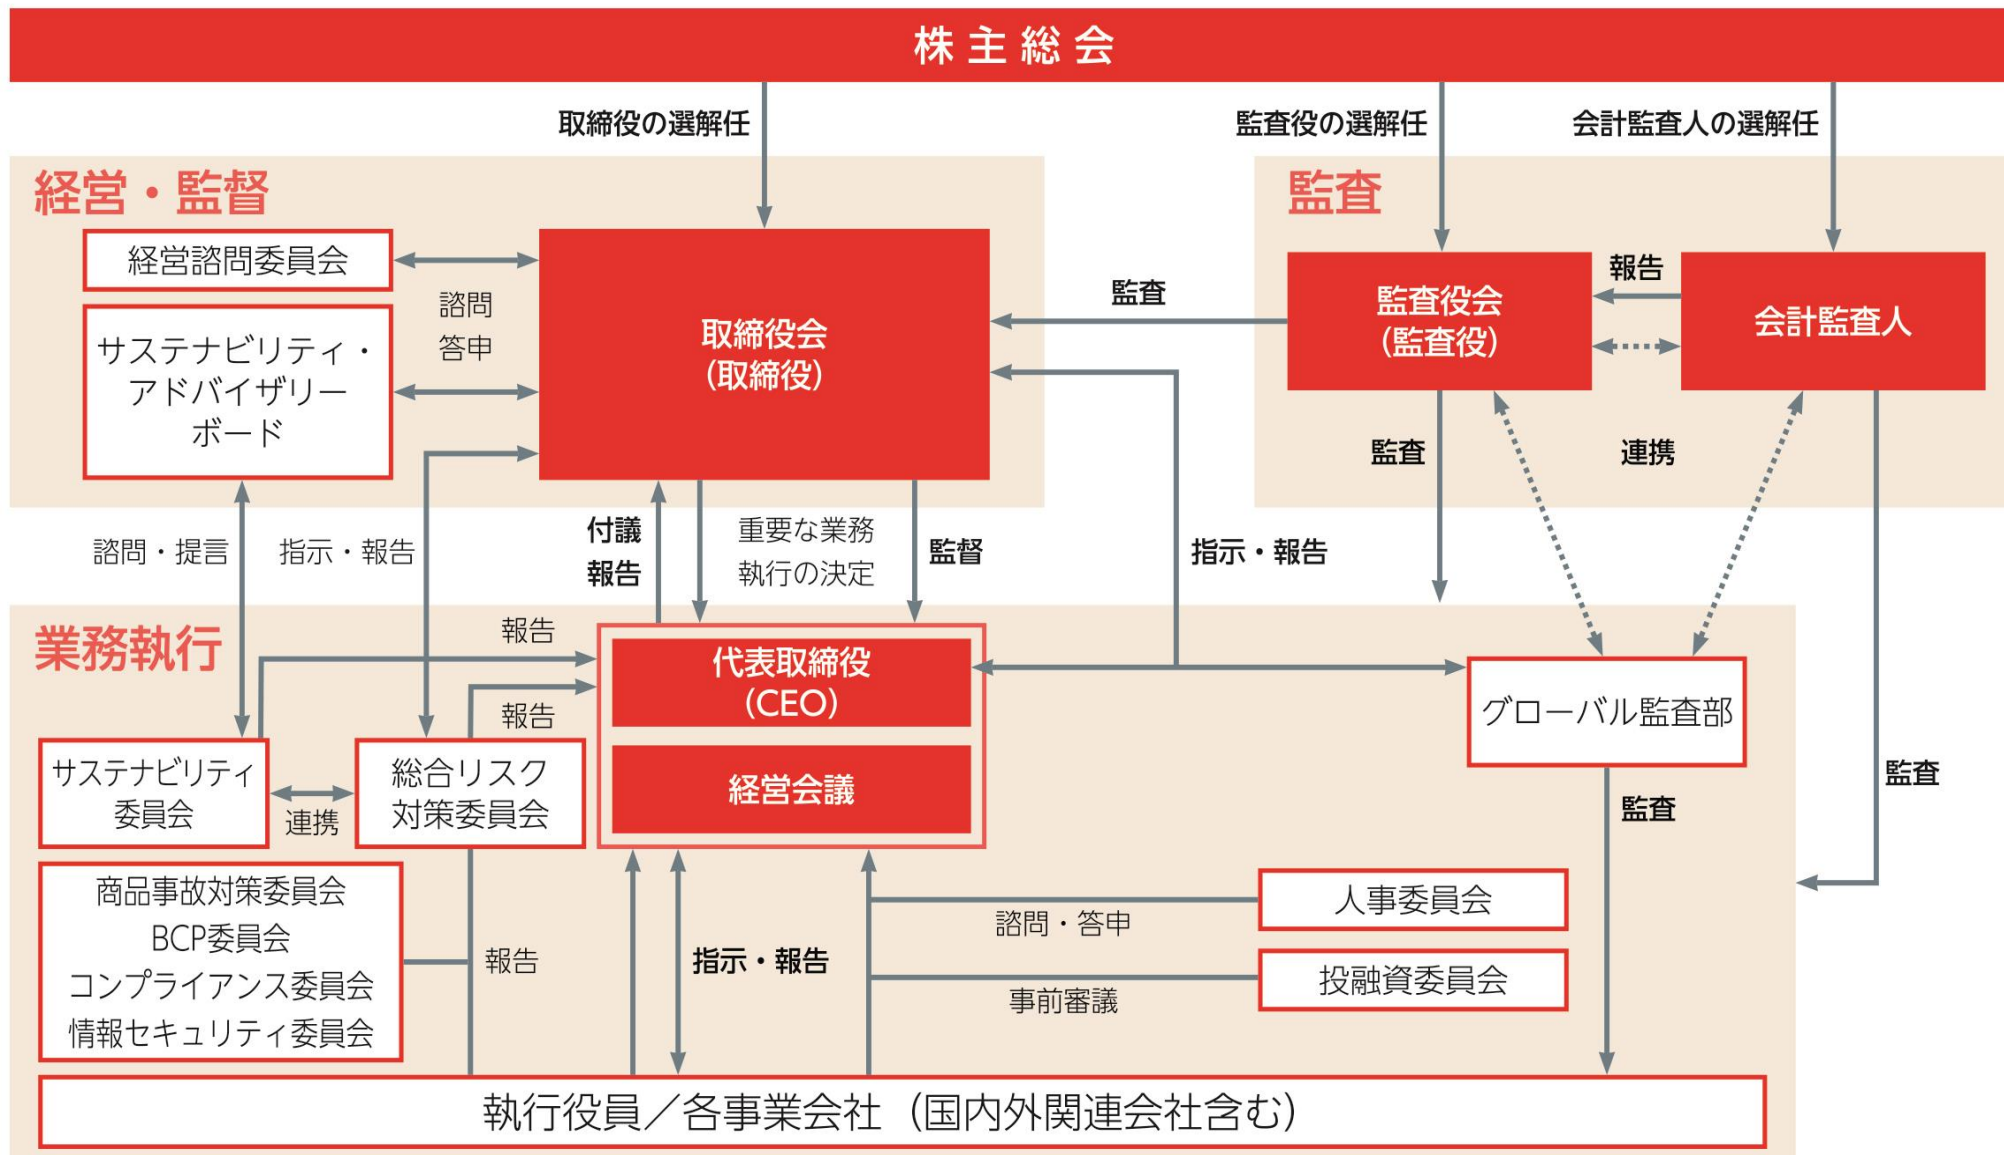 株主総会
取締役の選解任
監査役の選解任
会計監査人の選解任
経営・監督
監査
経営諮問委員会
諮問
答申
サステナビリティ・
アドバイザリー
ボード
取締役会
(取締役)
監査
監査役会
(監査役)
報告
会計監査人
監査
連携
諮問・提言
指示・報告
付議
報告
重要な業務
執行の決定
監督
指示・報告
業務執行
報告
報告
代表取締役
(CEO)
経営会議
グローバル監査部
サステナビリティ
委員会
連携
総合リスク
対策委員会
監査
監査
商品事故対策委員会
BCP委員会
コンプライアンス委員会
情報セキュリティ委員会
報告
指示・報告
諮問・答申
人事委員会
事前審議
投融資委員会
執行役員／各事業会社（国内外関連会社含む）